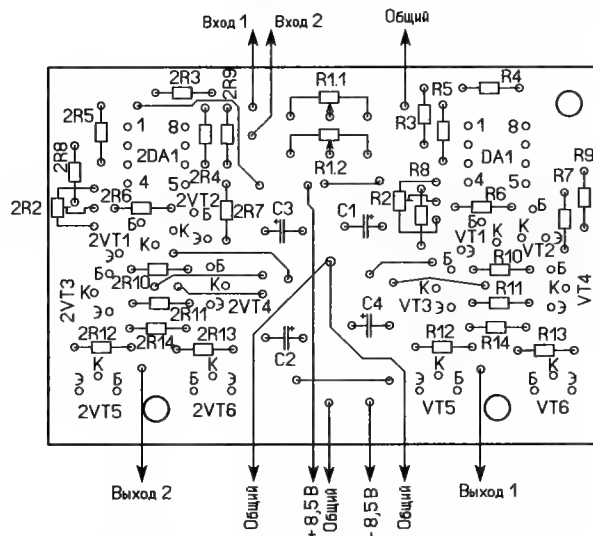 Вход 1 Вход 2 Общий
2R3 2R9 R1.1 R4
2R5 1 8 R3 R5 1 8
2DA1 DA1
2R8 2R4 R1.2 R9
4 5 R8 4 5 R7
2R2 2R6 2VT2 R2 R6
Б Б 2R7 C3 C1 Б Б
2VT1 К К Э VT1 К К VT2 Э
Э Э
Б 2R10 Б Б R10 Б
2VT3 К К VT3 К К VT4
Э 2R11 Э 2VT4 Э R11 Э
2R14 C4 R14
2R12 2R13 C2 R12 R13
К К К К
Э Б Э Б Э Б Э Б
2VT5 2VT6 VT5 VT6
Выход 2 Общий + 8,5 В Общий - 8,5 В Общий Выход 1